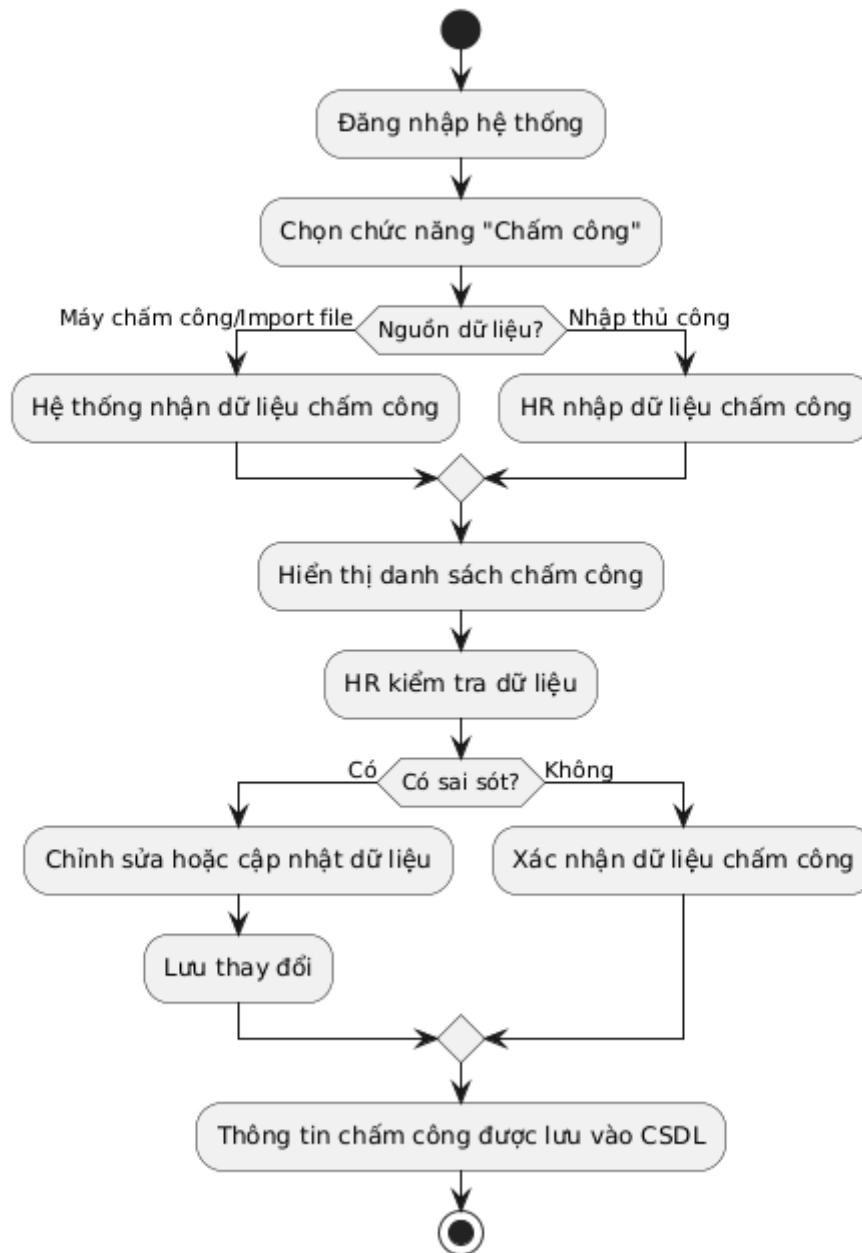 Đăng nhập hệ thống
Chọn chức năng "Chấm công"
Máy chấm công/Import file
Nguồn dữ liệu?
Nhập thủ công
Hệ thống nhận dữ liệu chấm công
HR nhập dữ liệu chấm công
Hiển thị danh sách chấm công
HR kiểm tra dữ liệu
Có
Có sai sót?
Không
Chỉnh sửa hoặc cập nhật dữ liệu
Xác nhận dữ liệu chấm công
Lưu thay đổi
Thông tin chấm công được lưu vào CSDL